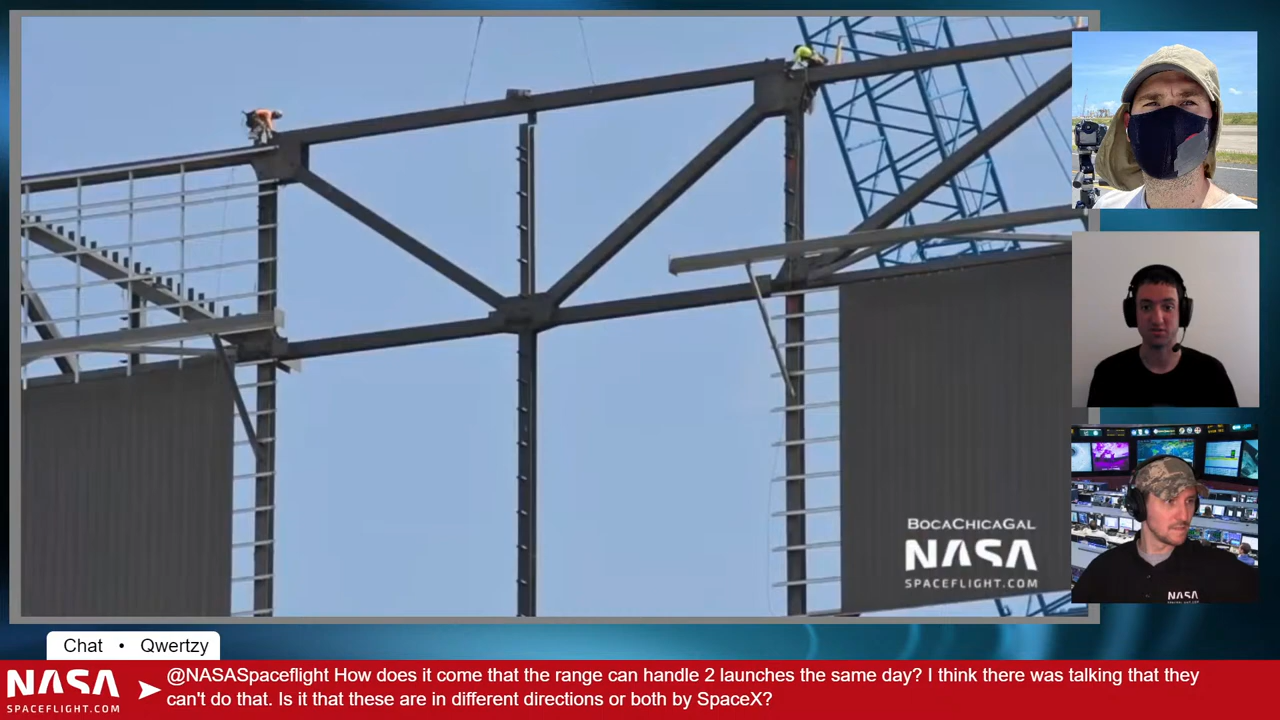 BOCACHICAGAL
NASA
SPACEFLIGHT.COM
NASA
Chat • Qwertzy
NASA
SPACEFLIGHT.COM
@NASASpaceflight How does it come that the range can handle 2 launches the same day? I think there was talking that they
can't do that. Is it that these are in different directions or both by SpaceX?